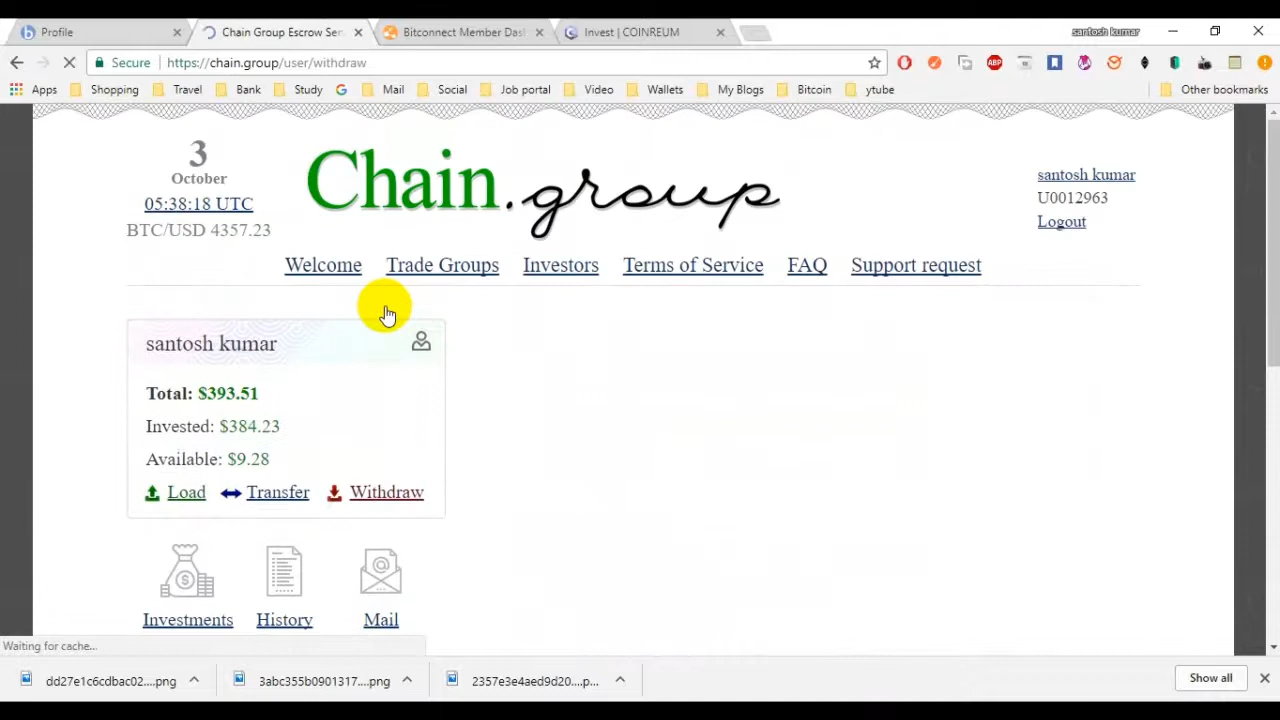 Profile
Chain Group Escrow Ser
Bitconnect Member Das
Invest | COINREUM
santosh kumar
Secure
https://chain.group/user/withdraw
ABP
Apps
Shopping
Travel
Bank
Study
G
Mail
Social
Job portal
Video
Wallets
My Blogs
Bitcoin
ytube
Other bookmarks
3
October
05:38:18 UTC
BTC/USD 4357.23
Chain.group
santosh kumar
U0012963
Logout
Welcome
Trade Groups
Investors
Terms of Service
FAQ
Support request
santosh kumar
Total: $393.51
Invested: $384.23
Available: $9.28
Load
Transfer
Withdraw
Investments
History
Mail
Waiting for cache...
dd27e1c6cdbac02....png
3abc355b0901317....png
2357e3e4aed9d20....p...
Show all